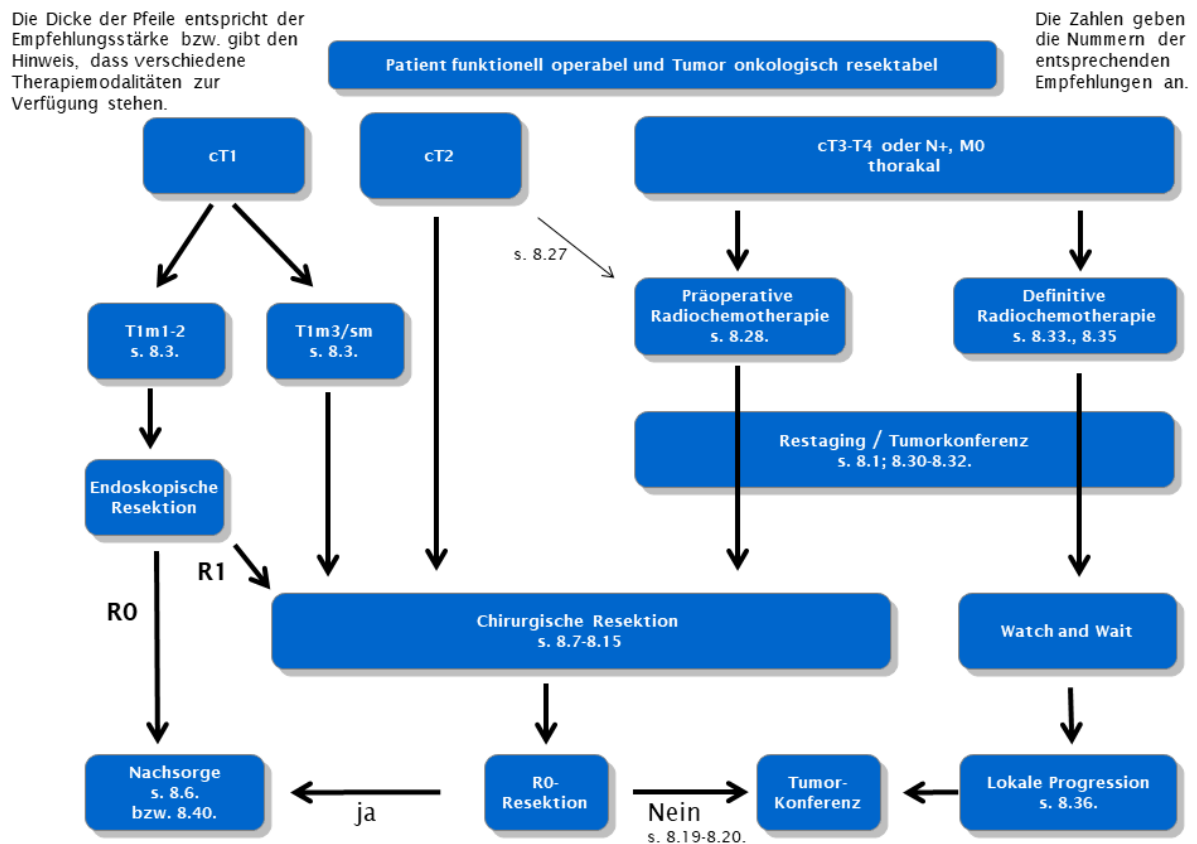 Die Dicke der Pfeile entspricht der
Empfehlungsstärke bzw. gibt den
Hinweis, dass verschiedene
Therapiemodalitäten zur
Verfügung stehen.
Patient funktionell operabel und Tumor onkologisch resektabel
Die Zahlen geben
die Nummern der
entsprechenden
Empfehlungen an.
cT1
cT2
cT3-T4 oder N+, M0
thorakal
s. 8.27
T1m1-2
s. 8.3.
T1m3/sm
s. 8.3.
Präoperative
Radiochemotherapie
s. 8.28.
Definitive
Radiochemotherapie
s. 8.33., 8.35
Restaging / Tumorkonferenz
s. 8.1; 8.30-8.32.
Endoskopische
Resektion
R1
R0
Chirurgische Resektion
s. 8.7-8.15
Watch and Wait
Nachsorge
s. 8.6.
bzw. 8.40.
ja
R0-
Resektion
Nein
s. 8.19-8.20.
Tumor-
Konferenz
Lokale Progression
s. 8.36.